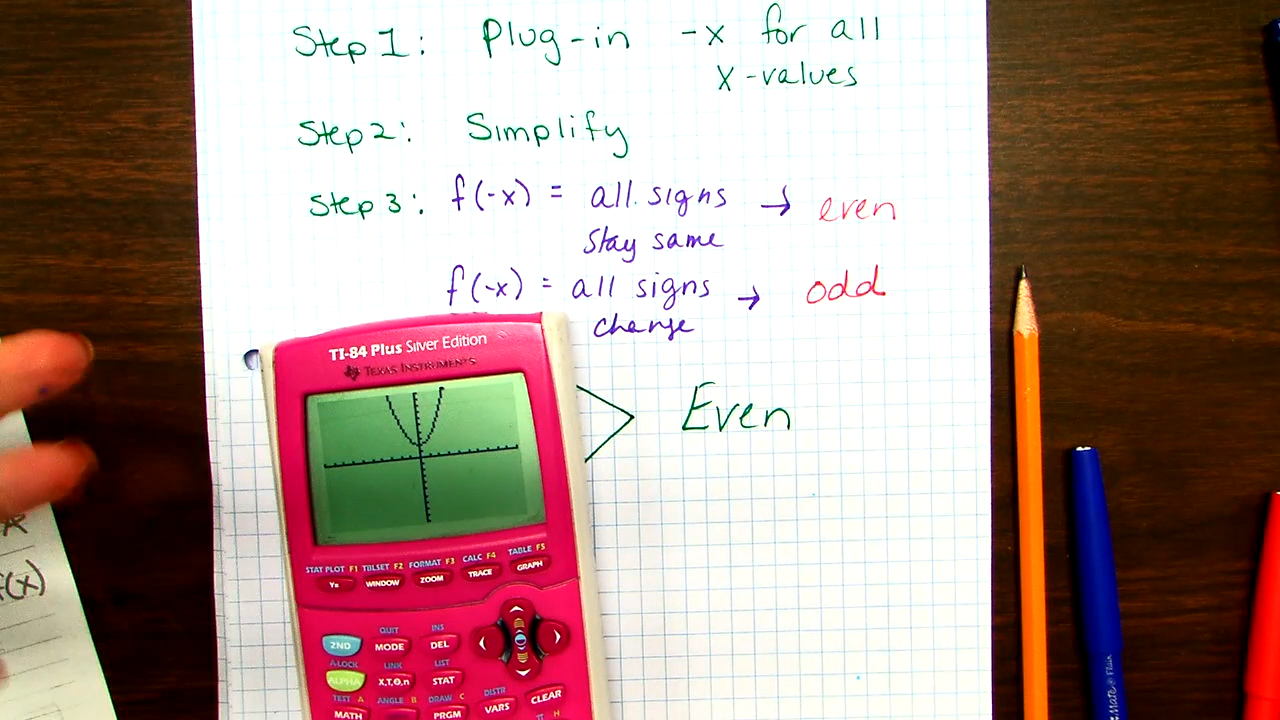 Step 1: Plug-in -x for all
x-values
Step 2: Simplify
Step 3: f(-x) = all signs → even
stay same
f(-x) = all signs → odd
change
Even
TI-84 Plus Silver Edition
TEXAS INSTRUMENTS
STAT PLOT F1 TBLSET F2 FORMAT F3 CALC F4 TABLE F5
Y= WINDOW ZOOM TRACE GRAPH
QUIT INS
2ND MODE DEL
A-LOCK LINK LIST
ALPHA X,T,θ,n STAT
TEST A ANGLE B DRAW C DISTR
MATH PRGM VARS CLEAR
π H
f(x)
Mate Flair